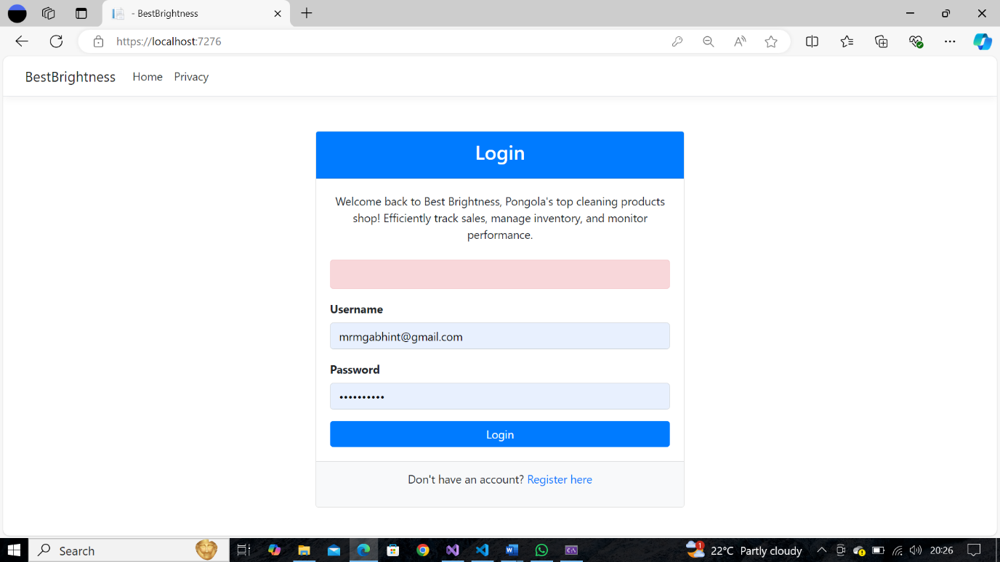 - BestBrightness
https://localhost:7276
BestBrightness Home Privacy
Login
Welcome back to Best Brightness, Pongola's top cleaning products
shop! Efficiently track sales, manage inventory, and monitor
performance.
Username
mrmgabhint@gmail.com
Password
••••••••••
Login
Don't have an account? Register here
Search
1
22°C Partly cloudy
20:26